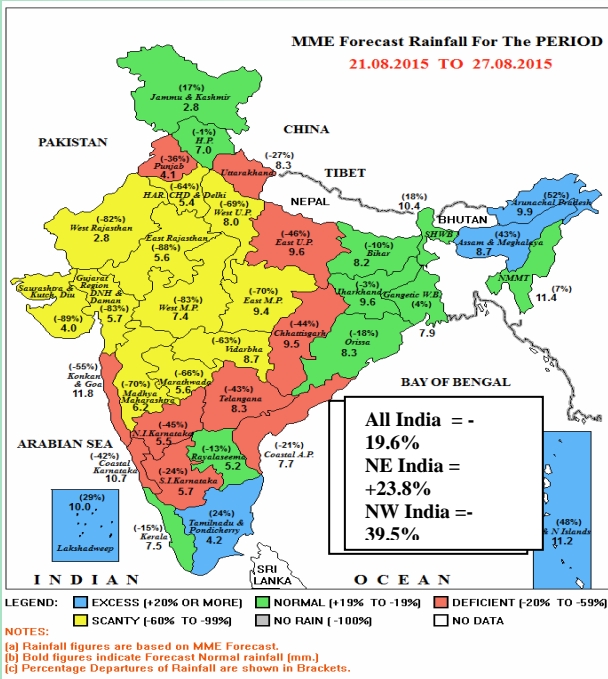 MME Forecast Rainfall For The PERIOD
21.08.2015 TO 27.08.2015
(17%)
Jammu & Kashmir
2.8
(-1%)
H.P.
7.0
CHINA
PAKISTAN
(-36%)
Punjab
4.1
(-27%)
8.3
Uttarakhand
TIBET
(-64%)
HAR. CHD & Delhi
5.4
(-69%)
West U.P.
8.0
NEPAL
(18%)
10.4
(52%)
Arunachal Pradesh
9.9
BHUTAN
SHWB
(43%)
Assam & Meghalaya
8.7
(-82%)
West Rajasthan
2.8
East Rajasthan
(-88%)
5.6
(-46%)
East U.P.
9.6
(-10%)
Bihar
8.2
NMMT
(7%)
11.4
Saurashtra &
Kutch, Diu
(-89%)
4.0
Gujarat
Region
DNH &
Daman
(-83%)
5.7
(-83%)
West M.P.
7.4
(-70%)
East M.P.
9.4
(-3%)
Jharkhand
9.6
Gangetic W.B.
(4%)
7.9
(-44%)
Chhattisgarh
9.5
(-18%)
Orissa
8.3
(-63%)
Vidarbha
8.7
(-55%)
Konkan
& Goa
11.8
(-70%)
Madhya
Maharashtra
6.2
(-66%)
Marathwada
5.6
(-43%)
Telangana
8.3
BAY OF BENGAL
ARABIAN SEA
(-45%)
N.I.Karnataka
5.5
(-42%)
Coastal
Karnataka
10.7
(-13%)
Rayalaseema
5.2
(-21%)
Coastal A.P.
7.7
(-24%)
S.I.Karnataka
5.7
All India = -
19.6%
NE India =
+23.8%
NW India =-
39.5%
(29%)
10.0
Lakshadweep
(-15%)
Kerala
7.5
(24%)
Tamilnadu &
Pondicherry
4.2
(48%)
& N Islands
11.2
SRI
LANKA
INDIAN OCEAN
LEGEND: EXCESS (+20% OR MORE) NORMAL (+19% TO -19%) DEFICIENT (-20% TO -59%)
SCANTY (-60% TO -99%) NO RAIN (-100%) NO DATA
NOTES:
(a) Rainfall figures are based on MME Forecast.
(b) Bold figures indicate Forecast Normal rainfall (mm.)
(c) Percentage Departures of Rainfall are shown in Brackets.